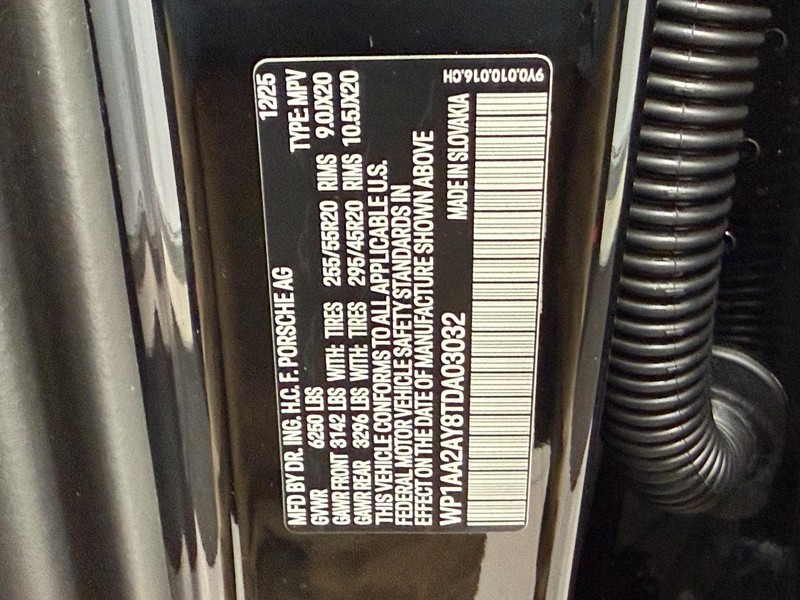 MFD BY DR. ING. H.C. F. PORSCHE AG 12/25
GVWR 6250 LBS TYPE: MPV
GAWR FRONT 3142 LBS WITH: TIRES 255/55R20 RIMS 9.0JX20
GAWR REAR 3296 LBS WITH: TIRES 295/45R20 RIMS 10.5JX20
THIS VEHICLE CONFORMS TO ALL APPLICABLE U.S.
FEDERAL MOTOR VEHICLE SAFETY STANDARDS IN
EFFECT ON THE DATE OF MANUFACTURE SHOWN ABOVE
WP1AA2AY8TDA03032 MADE IN SLOVAKIA
9Y0.010.016.CH